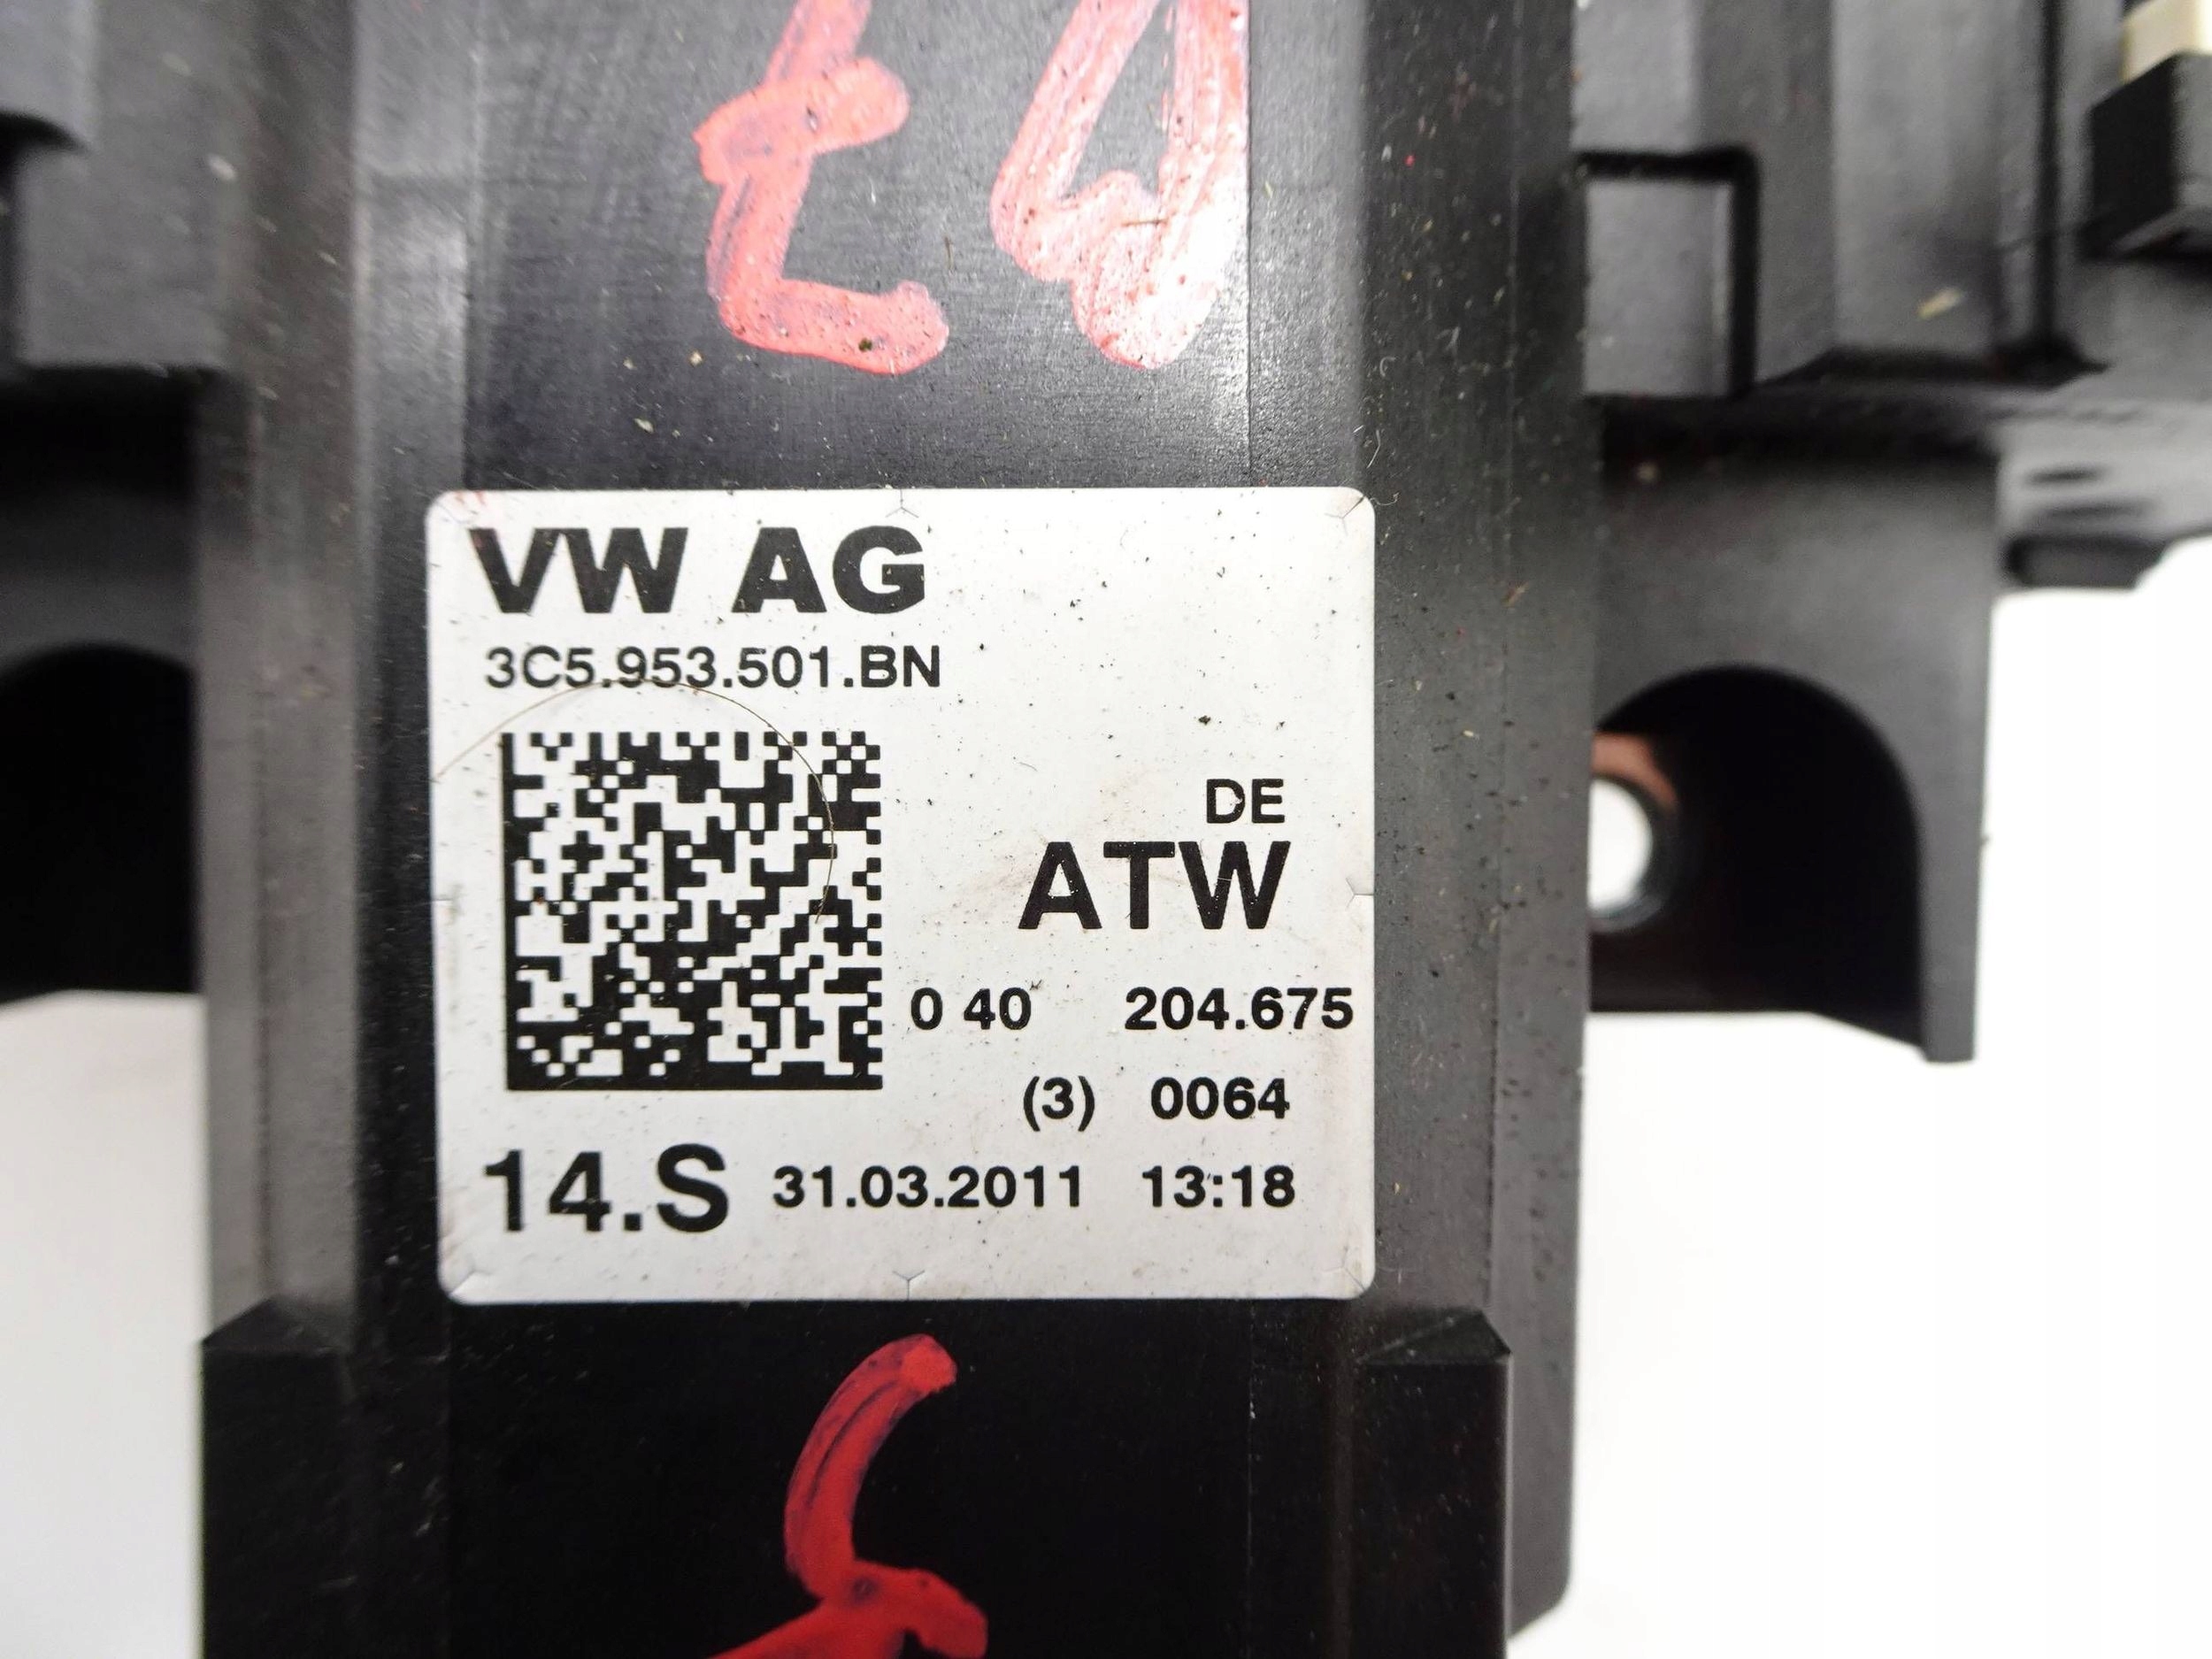 VW AG
3C5.953.501.BN
DE
ATW
0 40 204.675
(3) 0064
14.S 31.03.2011 13:18